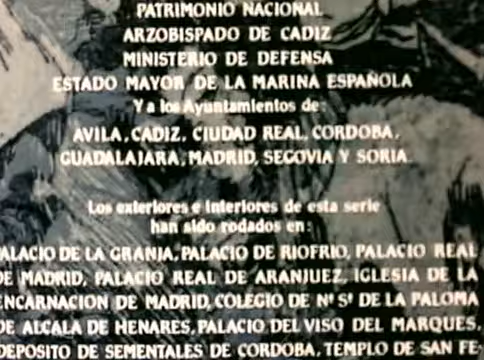 PATRIMONIO NACIONAL
ARZOBISPADO DE CADIZ
MINISTERIO DE DEFENSA
ESTADO MAYOR DE LA MARINA ESPAÑOLA
Y a los Ayuntamientos de:
AVILA, CADIZ, CIUDAD REAL, CORDOBA,
GUADALAJARA, MADRID, SEGOVIA Y SORIA.
Los exteriores e interiores de esta serie
han sido rodados en:
PALACIO DE LA GRANJA, PALACIO DE RIOFRIO, PALACIO REAL
DE MADRID, PALACIO REAL DE ARANJUEZ, IGLESIA DE LA
ENCARNACION DE MADRID, COLEGIO DE Nª Sª DE LA PALOMA
DE ALCALA DE HENARES, PALACIO DEL VISO DEL MARQUES,
DEPOSITO DE SEMENTALES DE CORDOBA, TEMPLO DE SAN FE-